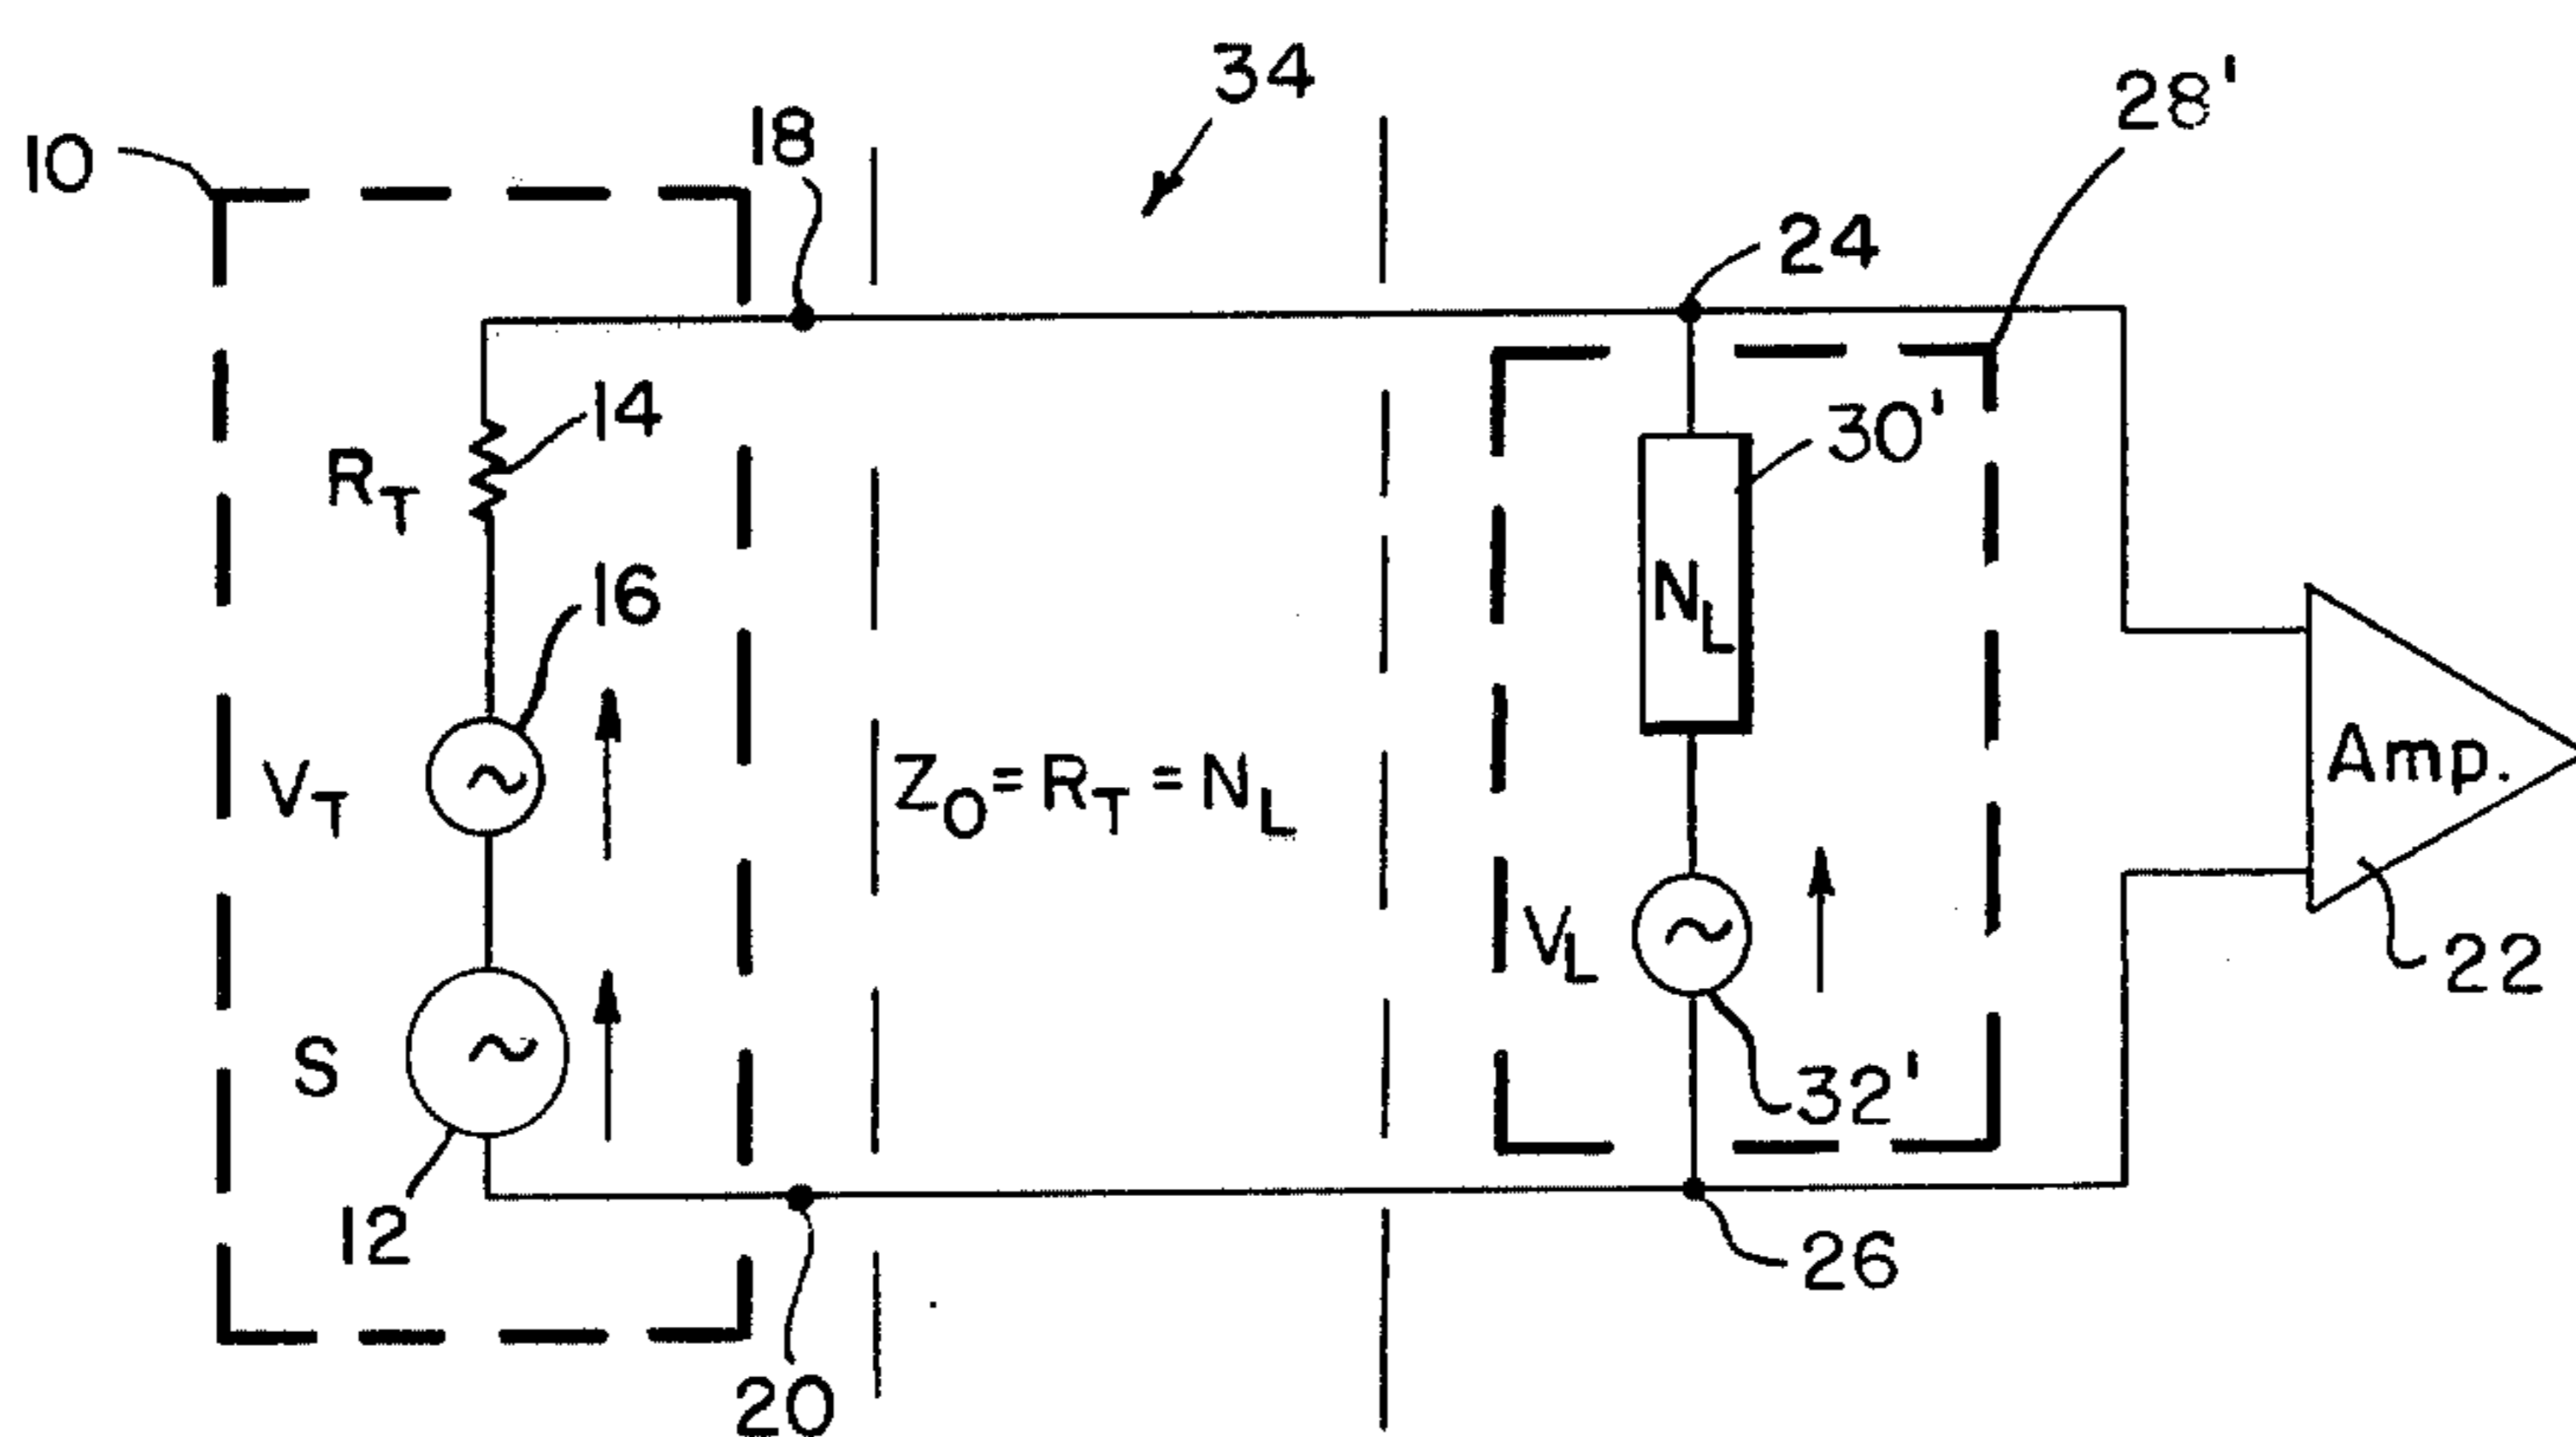 34
28'
18
10
24
14
30'
R_T
16
N_L
V_T
Z_O = R_T = N_L
Amp.
V_L
22
S
32'
12
26
20